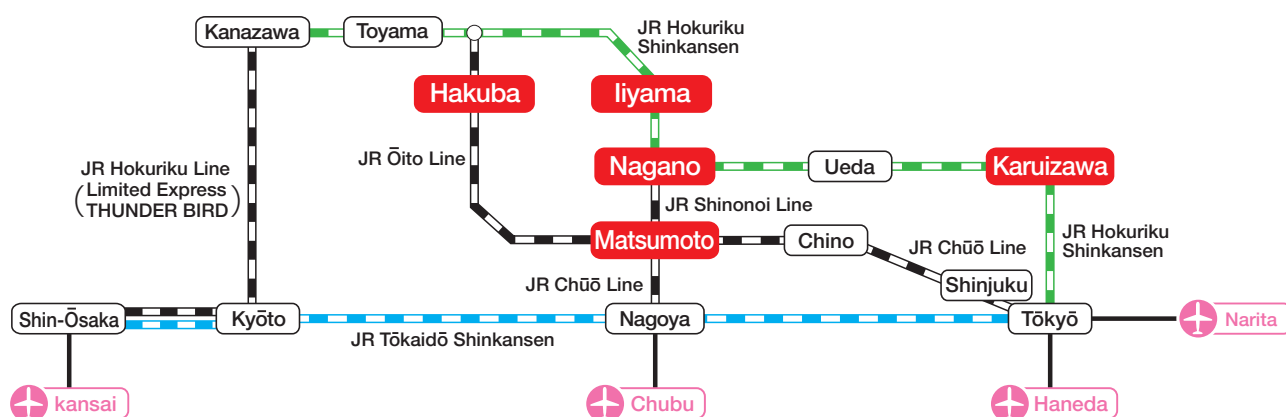 Kanazawa
Toyama
JR Hokuriku
Shinkansen
Hakuba
Iiyama
JR Ōito Line
JR Hokuriku Line
(Limited Express
THUNDER BIRD)
Nagano
Ueda
Karuizawa
JR Shinonoi Line
Matsumoto
Chino
JR Chūō Line
JR Hokuriku
Shinkansen
JR Chūō Line
Shinjuku
Shin-Ōsaka
Kyōto
Nagoya
Tōkyō
Narita
JR Tōkaidō Shinkansen
kansai
Chubu
Haneda